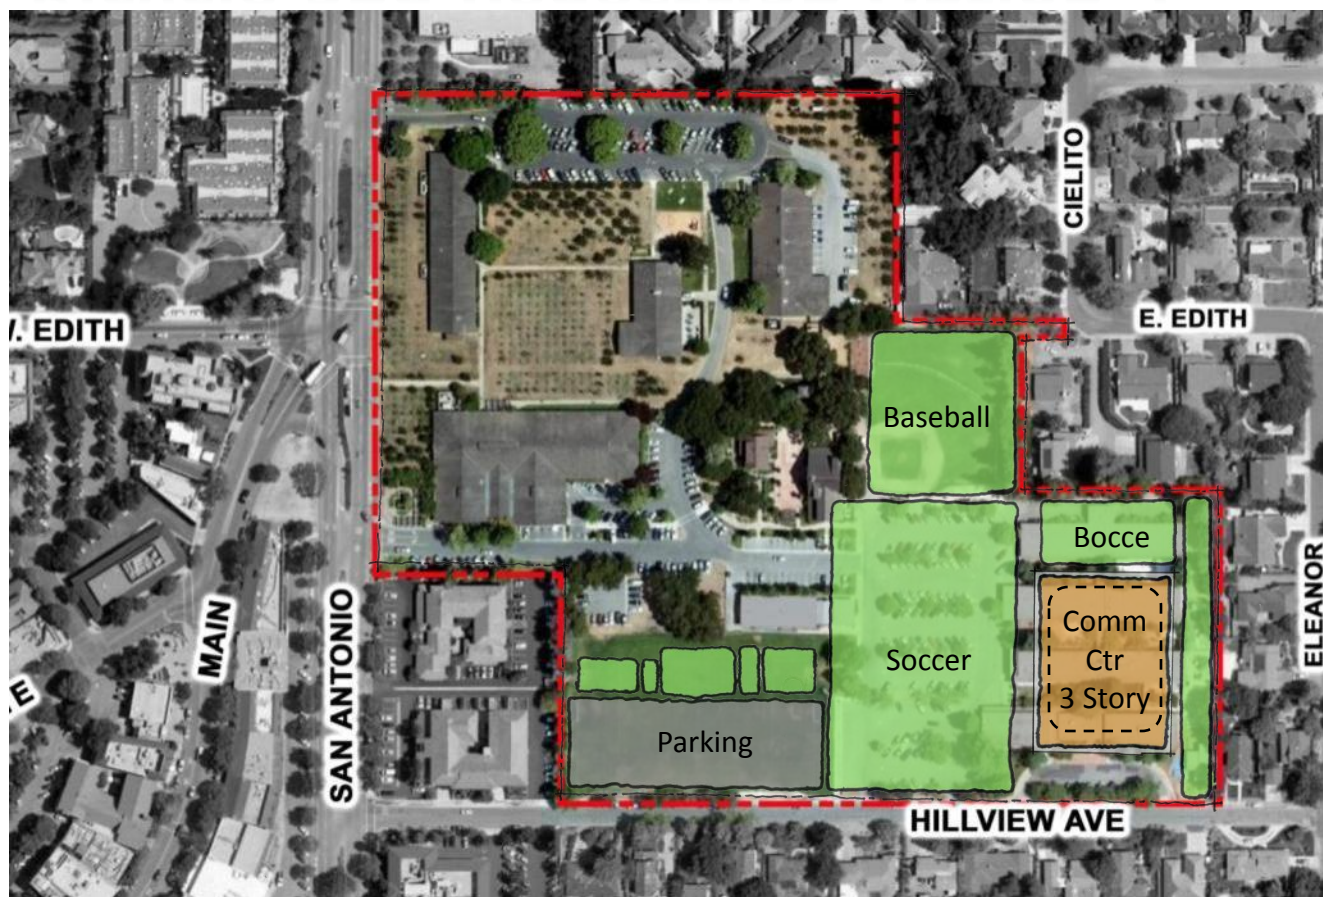 CIELITO
W. EDITH
E. EDITH
Baseball
Bocce
MAIN
SAN ANTONIO
ELEANOR
Comm
Ctr
3 Story
Soccer
Parking
HILLVIEW AVE